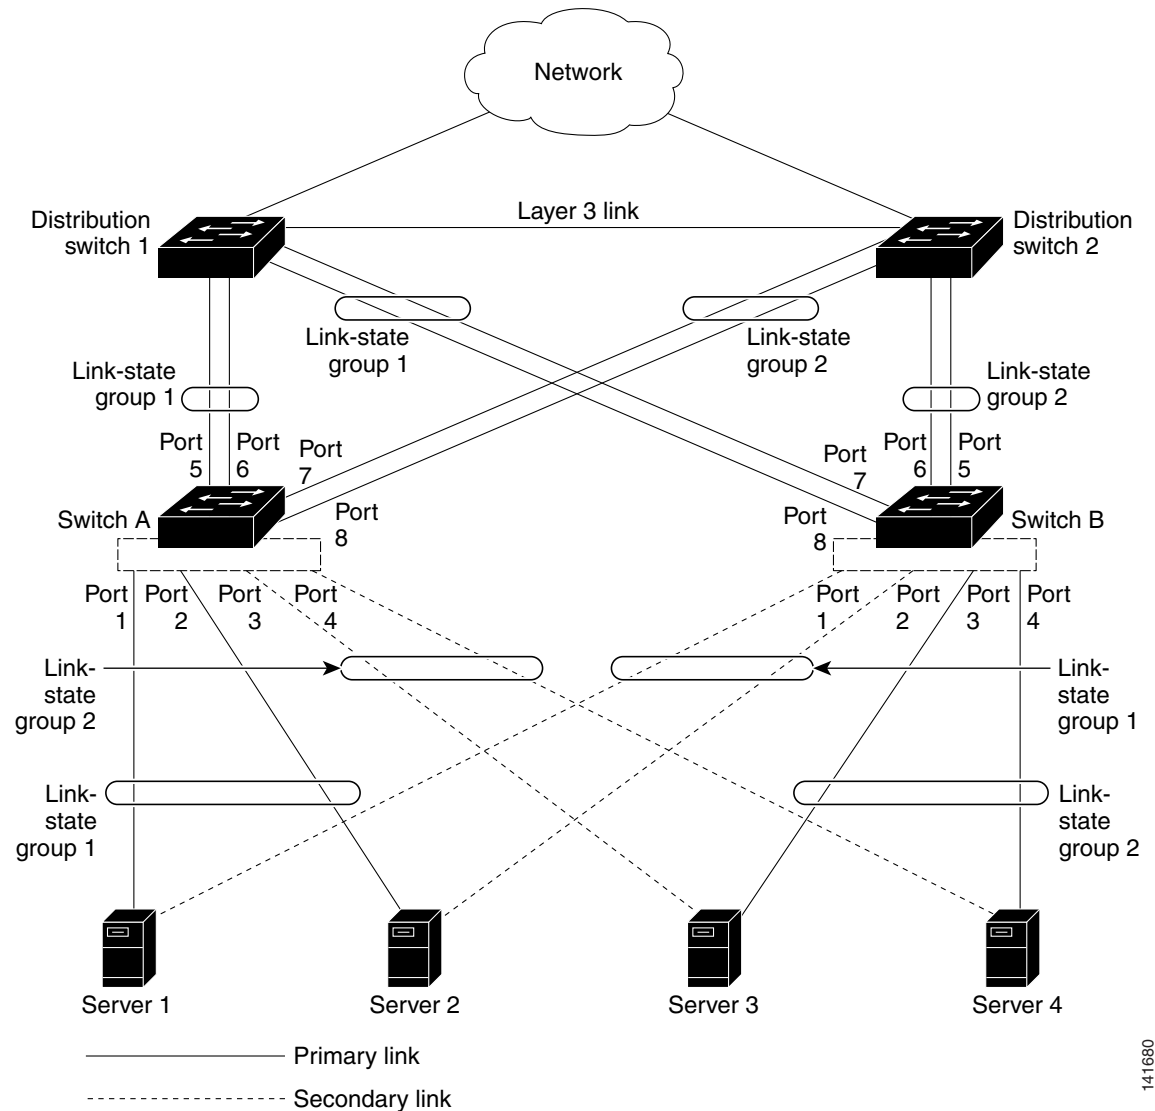 Network
Layer 3 link
Distribution
switch 1
Distribution
switch 2
Link-state
group 1
Link-state
group 2
Link-state
group 1
Link-state
group 2
Port
5
Port
6
Port
7
Port
8
Port
7
Port
6
Port
5
Port
8
Switch A
Switch B
Port
1
Port
2
Port
3
Port
4
Port
1
Port
2
Port
3
Port
4
Link-
state
group 2
Link-
state
group 1
Link-
state
group 1
Link-
state
group 2
Server 1
Server 2
Server 3
Server 4
Primary link
Secondary link
141680